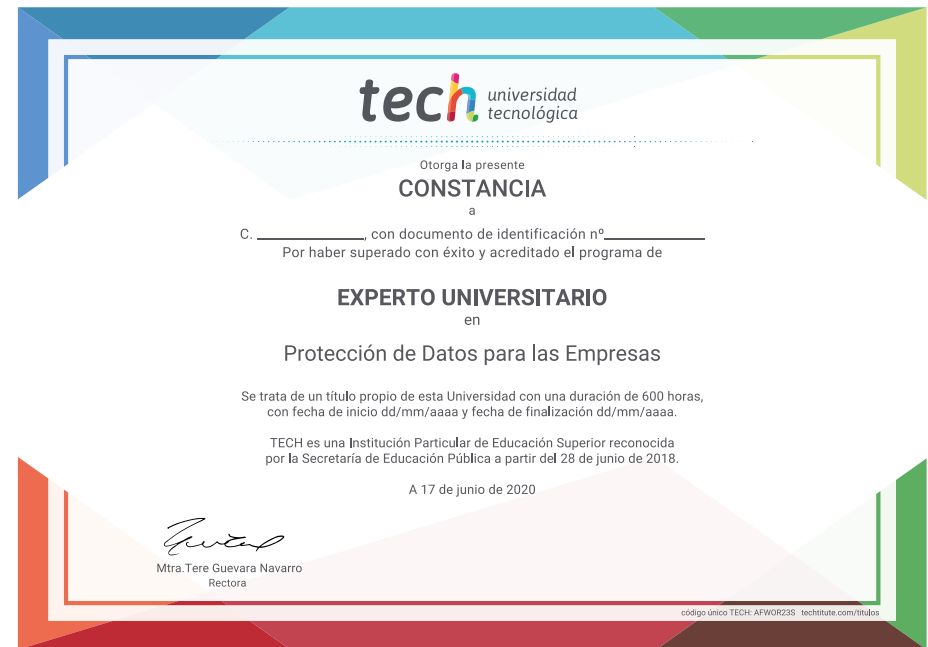 tech universidad
tecnológica
Otorga la presente
CONSTANCIA
a
C. ______________, con documento de identificación nº_____________
Por haber superado con éxito y acreditado el programa de
EXPERTO UNIVERSITARIO
en
Protección de Datos para las Empresas
Se trata de un título propio de esta Universidad con una duración de 600 horas,
con fecha de inicio dd/mm/aaaa y fecha de finalización dd/mm/aaaa.
TECH es una Institución Particular de Educación Superior reconocida
por la Secretaría de Educación Pública a partir del 28 de junio de 2018.
A 17 de junio de 2020
Mtra.Tere Guevara Navarro
Rectora
código único TECH: AFWOR23S techtitute.com/titulos